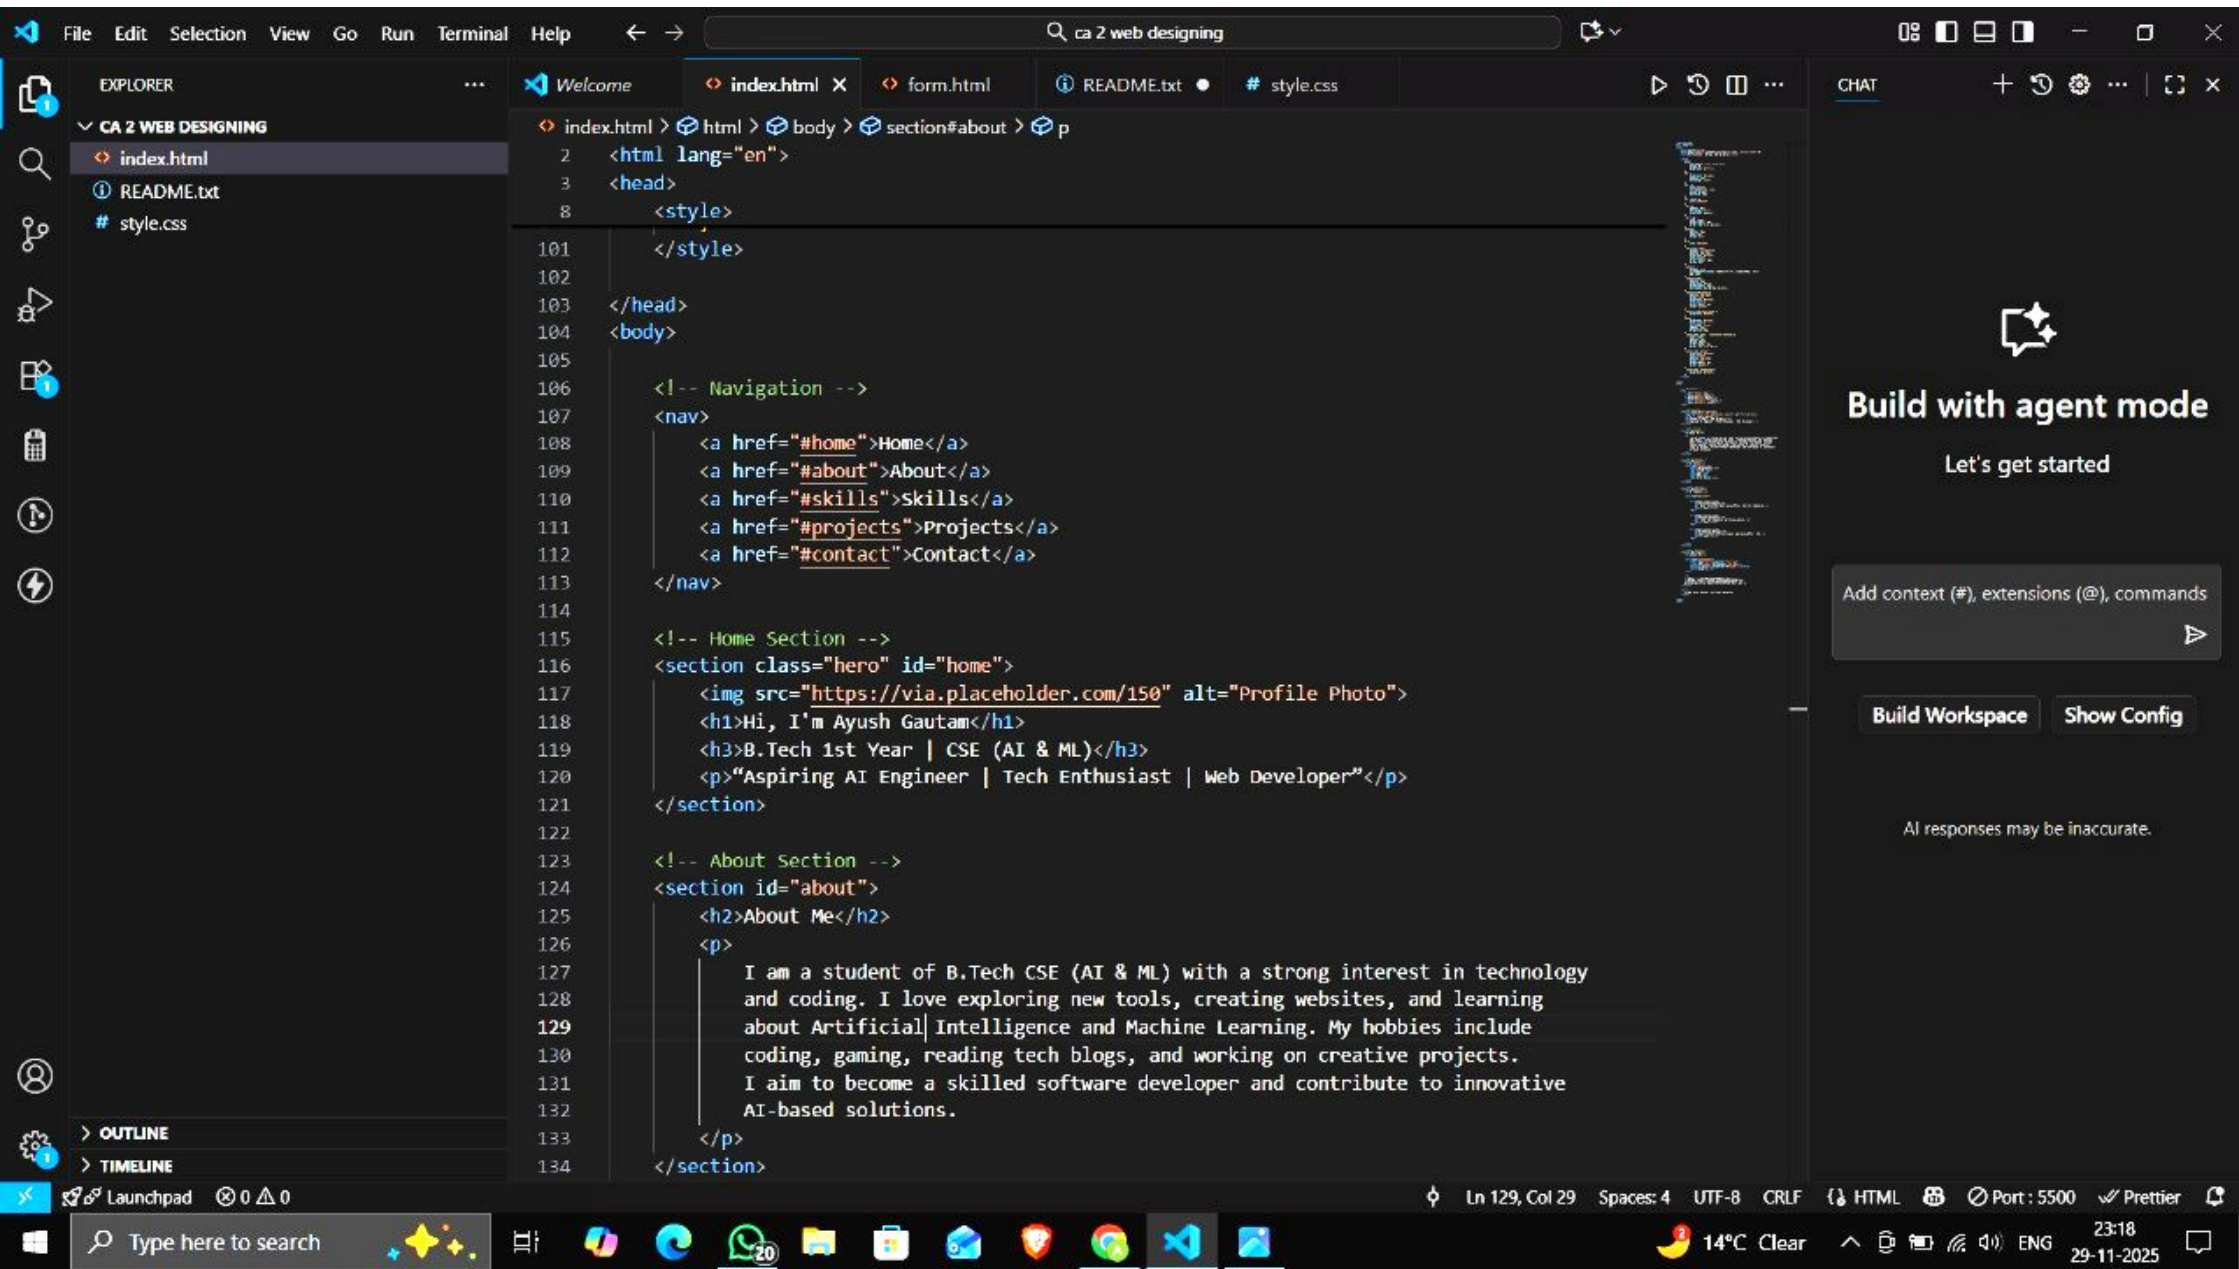 File Edit Selection View Go Run Terminal Help
ca 2 web designing
EXPLORER
CA 2 WEB DESIGNING
index.html
README.txt
style.css
OUTLINE
TIMELINE
Welcome index.html form.html README.txt # style.css
index.html > html > body > section#about > p
2 <html lang="en">
3 <head>
8 <style>
101 </style>
102
103 </head>
104 <body>
105
106 <!-- Navigation -->
107 <nav>
108 <a href="#home">Home</a>
109 <a href="#about">About</a>
110 <a href="#skills">Skills</a>
111 <a href="#projects">Projects</a>
112 <a href="#contact">Contact</a>
113 </nav>
114
115 <!-- Home Section -->
116 <section class="hero" id="home">
117 <img src="https://via.placeholder.com/150" alt="Profile Photo">
118 <h1>Hi, I'm Ayush Gautam</h1>
119 <h3>B.Tech 1st Year | CSE (AI & ML)</h3>
120 <p>“Aspiring AI Engineer | Tech Enthusiast | Web Developer”</p>
121 </section>
122
123 <!-- About Section -->
124 <section id="about">
125 <h2>About Me</h2>
126 <p>
127 I am a student of B.Tech CSE (AI & ML) with a strong interest in technology
128 and coding. I love exploring new tools, creating websites, and learning
129 about Artificial Intelligence and Machine Learning. My hobbies include
130 coding, gaming, reading tech blogs, and working on creative projects.
131 I aim to become a skilled software developer and contribute to innovative
132 AI-based solutions.
133 </p>
134 </section>
CHAT
Build with agent mode
Let's get started
Add context (#), extensions (@), commands
Build Workspace Show Config
AI responses may be inaccurate.
Launchpad 0 0
Ln 129, Col 29 Spaces: 4 UTF-8 CRLF HTML Port : 5500 Prettier
Type here to search
20
2
14°C Clear
ENG
23:18
29-11-2025